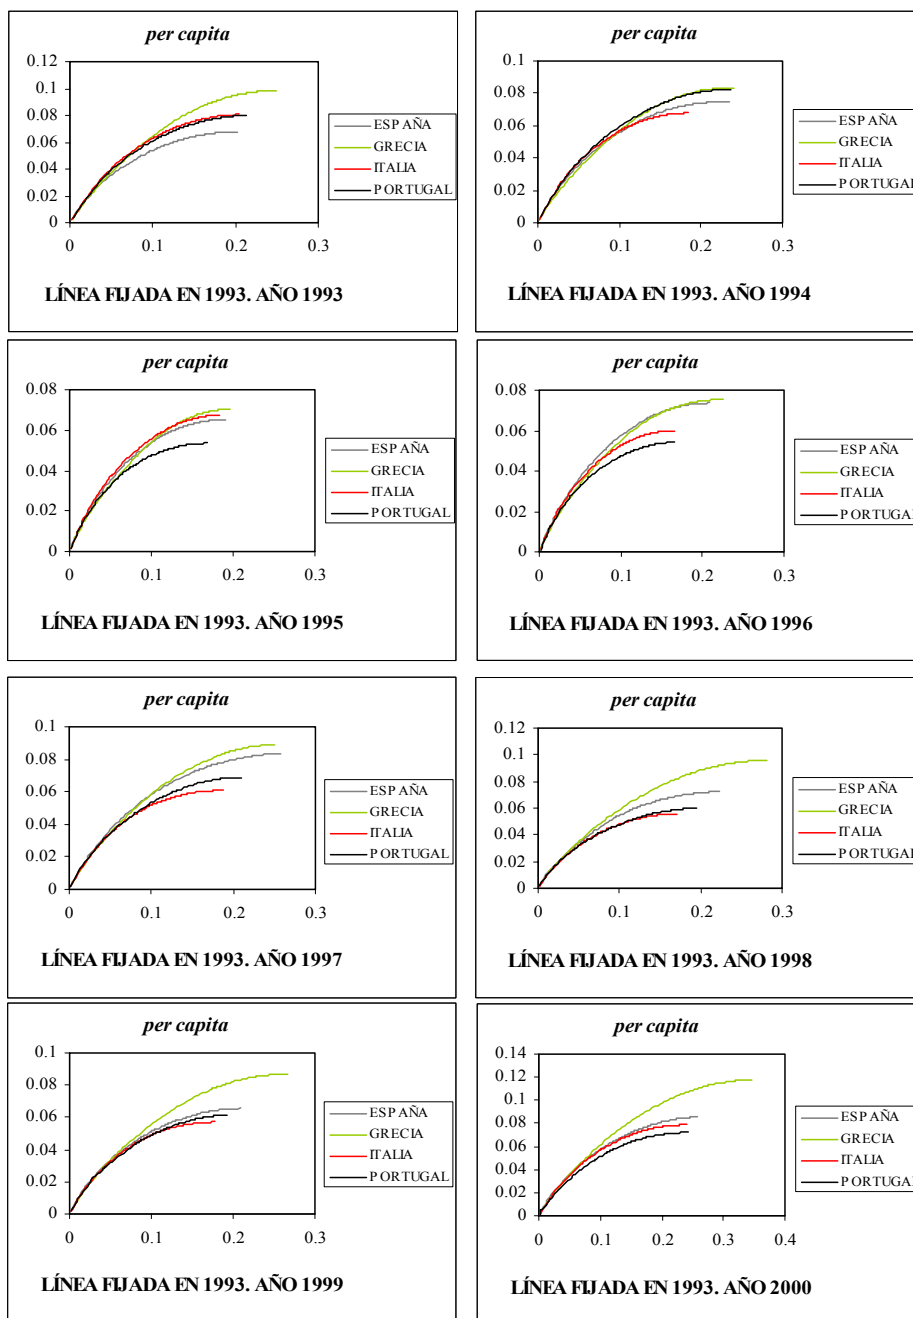 per capita
0.12
0.1
0.08
0.06
0.04
0.02
0
0
0.1
0.2
0.3
ESPAÑA
GRECIA
ITALIA
PORTUGAL
LÍNEA FIJADA EN 1993. AÑO 1993
per capita
0.1
0.08
0.06
0.04
0.02
0
0
0.1
0.2
0.3
ESPAÑA
GRECIA
ITALIA
PORTUGAL
LÍNEA FIJADA EN 1993. AÑO 1994
per capita
0.08
0.06
0.04
0.02
0
0
0.1
0.2
0.3
ESPAÑA
GRECIA
ITALIA
PORTUGAL
LÍNEA FIJADA EN 1993. AÑO 1995
per capita
0.08
0.06
0.04
0.02
0
0
0.1
0.2
0.3
ESPAÑA
GRECIA
ITALIA
PORTUGAL
LÍNEA FIJADA EN 1993. AÑO 1996
per capita
0.1
0.08
0.06
0.04
0.02
0
0
0.1
0.2
0.3
ESPAÑA
GRECIA
ITALIA
PORTUGAL
LÍNEA FIJADA EN 1993. AÑO 1997
per capita
0.12
0.1
0.08
0.06
0.04
0.02
0
0
0.1
0.2
0.3
ESPAÑA
GRECIA
ITALIA
PORTUGAL
LÍNEA FIJADA EN 1993. AÑO 1998
per capita
0.1
0.08
0.06
0.04
0.02
0
0
0.1
0.2
0.3
ESPAÑA
GRECIA
ITALIA
PORTUGAL
LÍNEA FIJADA EN 1993. AÑO 1999
per capita
0.14
0.12
0.1
0.08
0.06
0.04
0.02
0
0
0.1
0.2
0.3
0.4
ESPAÑA
GRECIA
ITALIA
PORTUGAL
LÍNEA FIJADA EN 1993. AÑO 2000